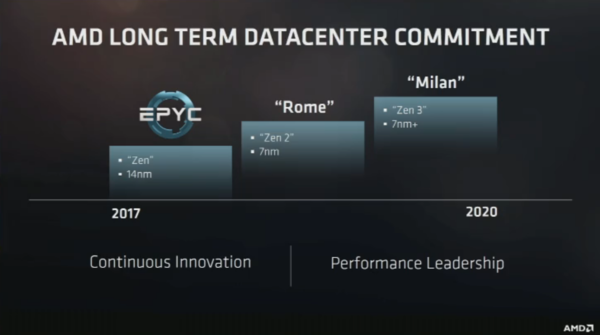 AMD LONG TERM DATACENTER COMMITMENT
EPYC
"Rome"
"Milan"
• "Zen"
• 14nm
• "Zen 2"
• 7nm
• "Zen 3"
• 7nm+
2017
2020
Continuous Innovation
Performance Leadership
AMD